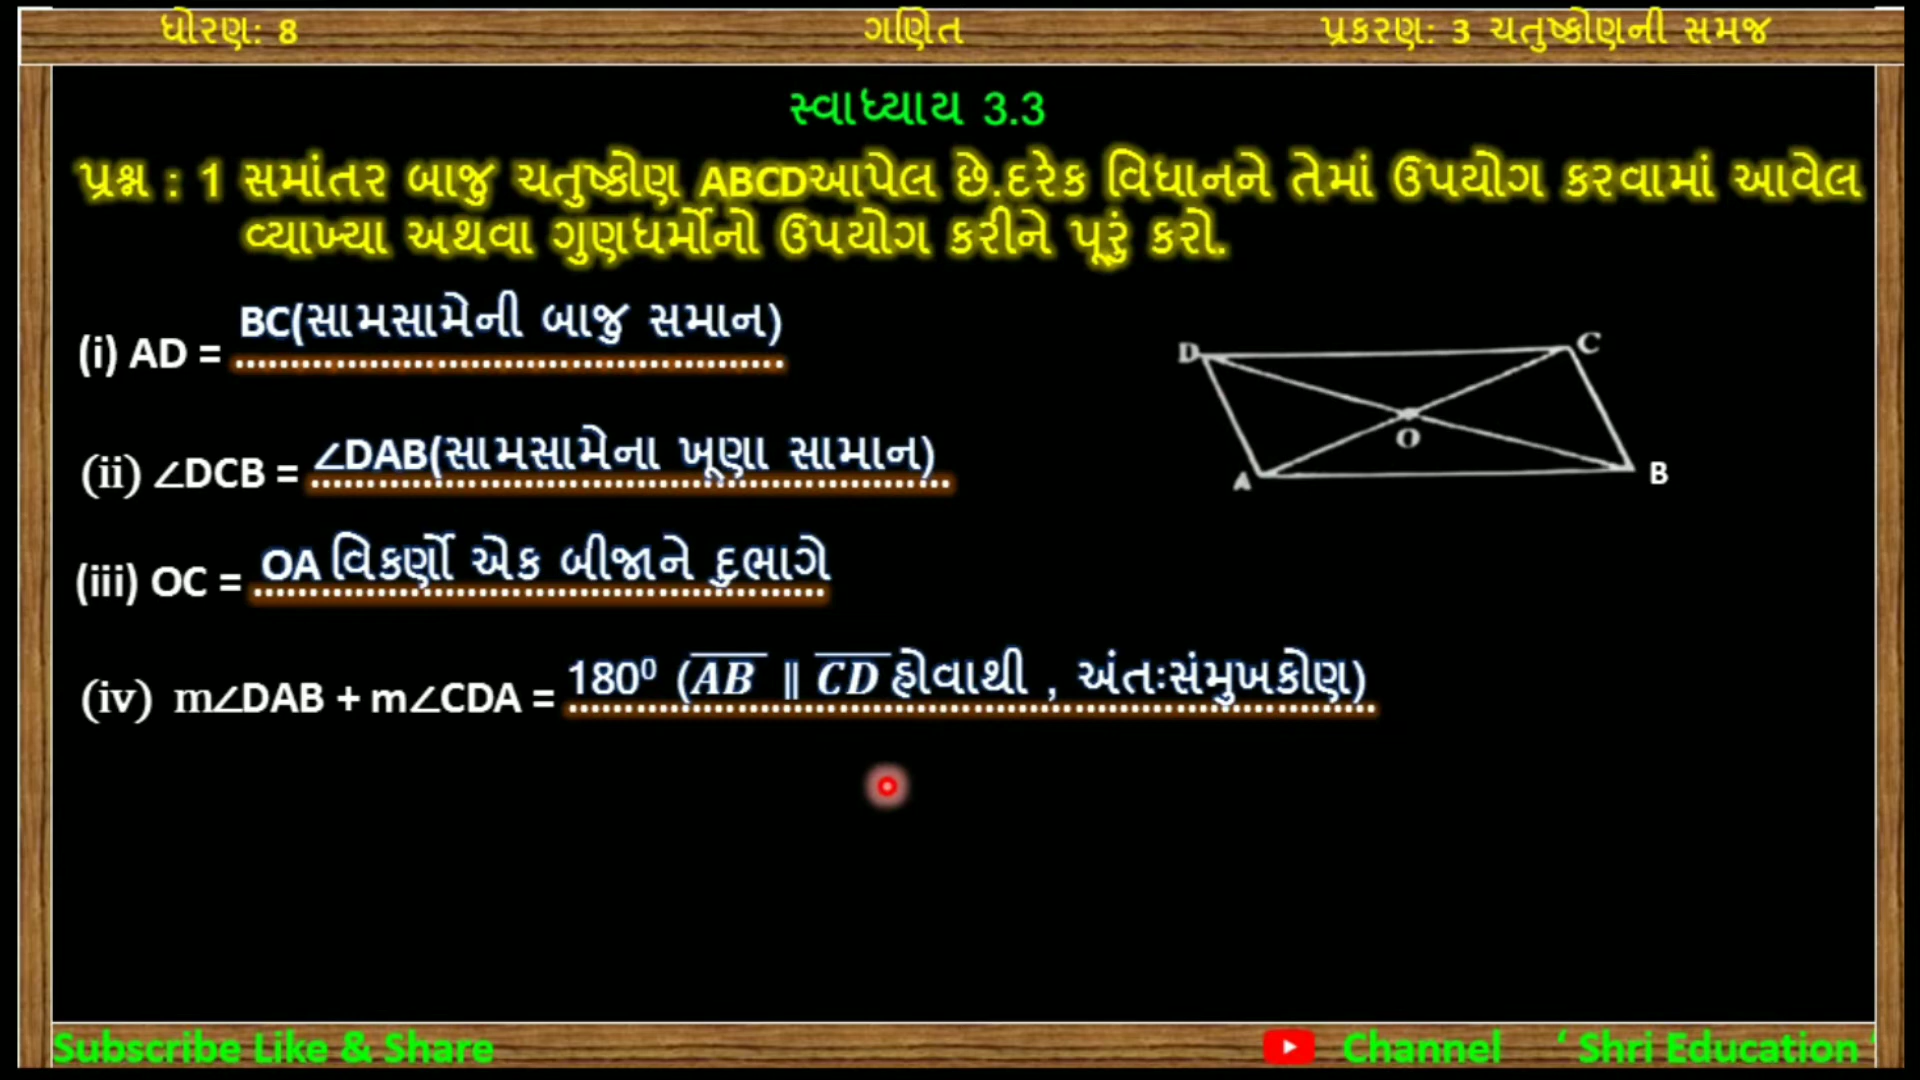 ધોરણ: 8 ગણિત પ્રકરણ: 3 ચતુષ્કોણની સમજ
સ્વાધ્યાય 3.3
પ્રશ્ન : 1 સમાંતર બાજુ ચતુષ્કોણ ABCDઆપેલ છે.દરેક વિધાનને તેમાં ઉપયોગ કરવામાં આવેલ
વ્યાખ્યા અથવા ગુણધર્મોનો ઉપયોગ કરીને પૂરું કરો.
(i) AD = BC(સામસામેની બાજુ સમાન)
(ii) ∠DCB = ∠DAB(સામસામેના ખૂણા સામાન)
(iii) OC = OA વિકર્ણો એક બીજાને દુભાગે
(iv) m∠DAB + m∠CDA = 180⁰ (A̅B̅ ∥ C̅D̅ હોવાથી , અંતઃસંમુખકોણ)
D C
O
A B
Subscribe Like & Share Channel ‘ Shri Education ‘